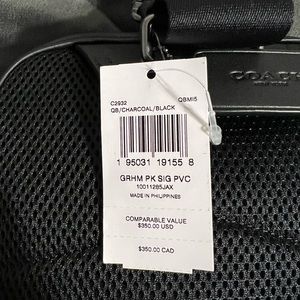 COACH
C2932 QBMI5
QB/CHARCOAL/BLACK
1 95031 19155 8
GRHM PK SIG PVC
10011285JAX
MADE IN PHILIPPINES
COMPARABLE VALUE
$350.00 USD
$350.00 CAD